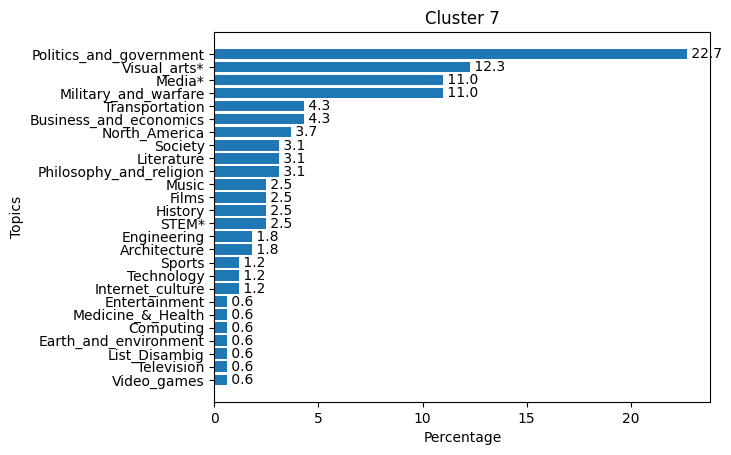 Cluster 7
Politics_and_government 22.7
Visual_arts* 12.3
Media* 11.0
Military_and_warfare 11.0
Transportation 4.3
Business_and_economics 4.3
North_America 3.7
Society 3.1
Literature 3.1
Philosophy_and_religion 3.1
Music 2.5
Films 2.5
History 2.5
STEM* 2.5
Engineering 1.8
Architecture 1.8
Sports 1.2
Technology 1.2
Internet_culture 1.2
Entertainment 0.6
Medicine_&_Health 0.6
Computing 0.6
Earth_and_environment 0.6
List_Disambig 0.6
Television 0.6
Video_games 0.6
Topics
0 5 10 15 20
Percentage